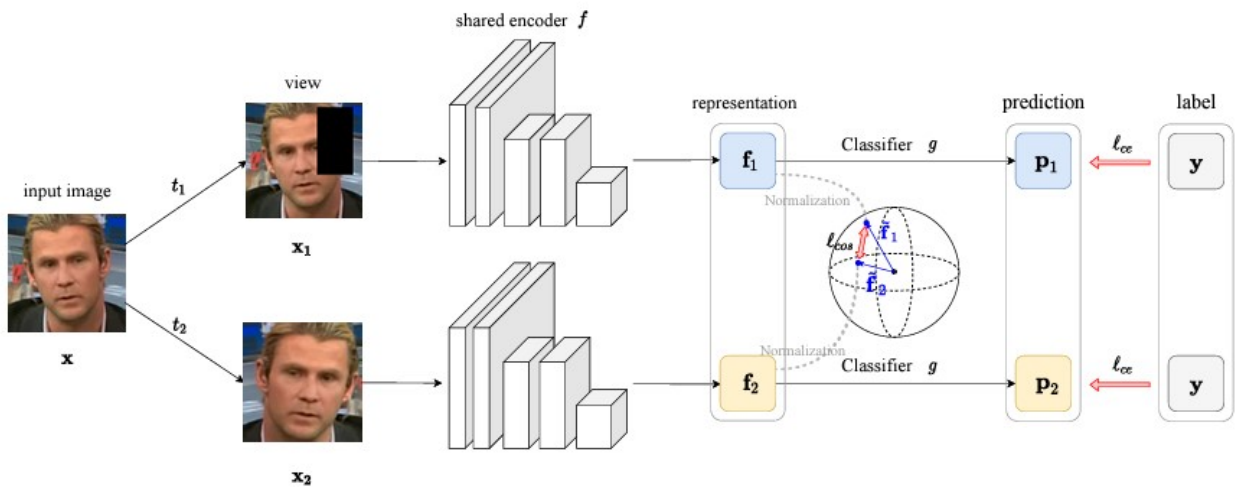 shared encoder f
view
representation
prediction
label
f₁
Classifier g
p₁
ℓce
y
t₁
Normalization
input image
x₁
ℓcos
f̃₁
f̃₂
t₂
x
Normalization
f₂
Classifier g
p₂
ℓce
y
x₂